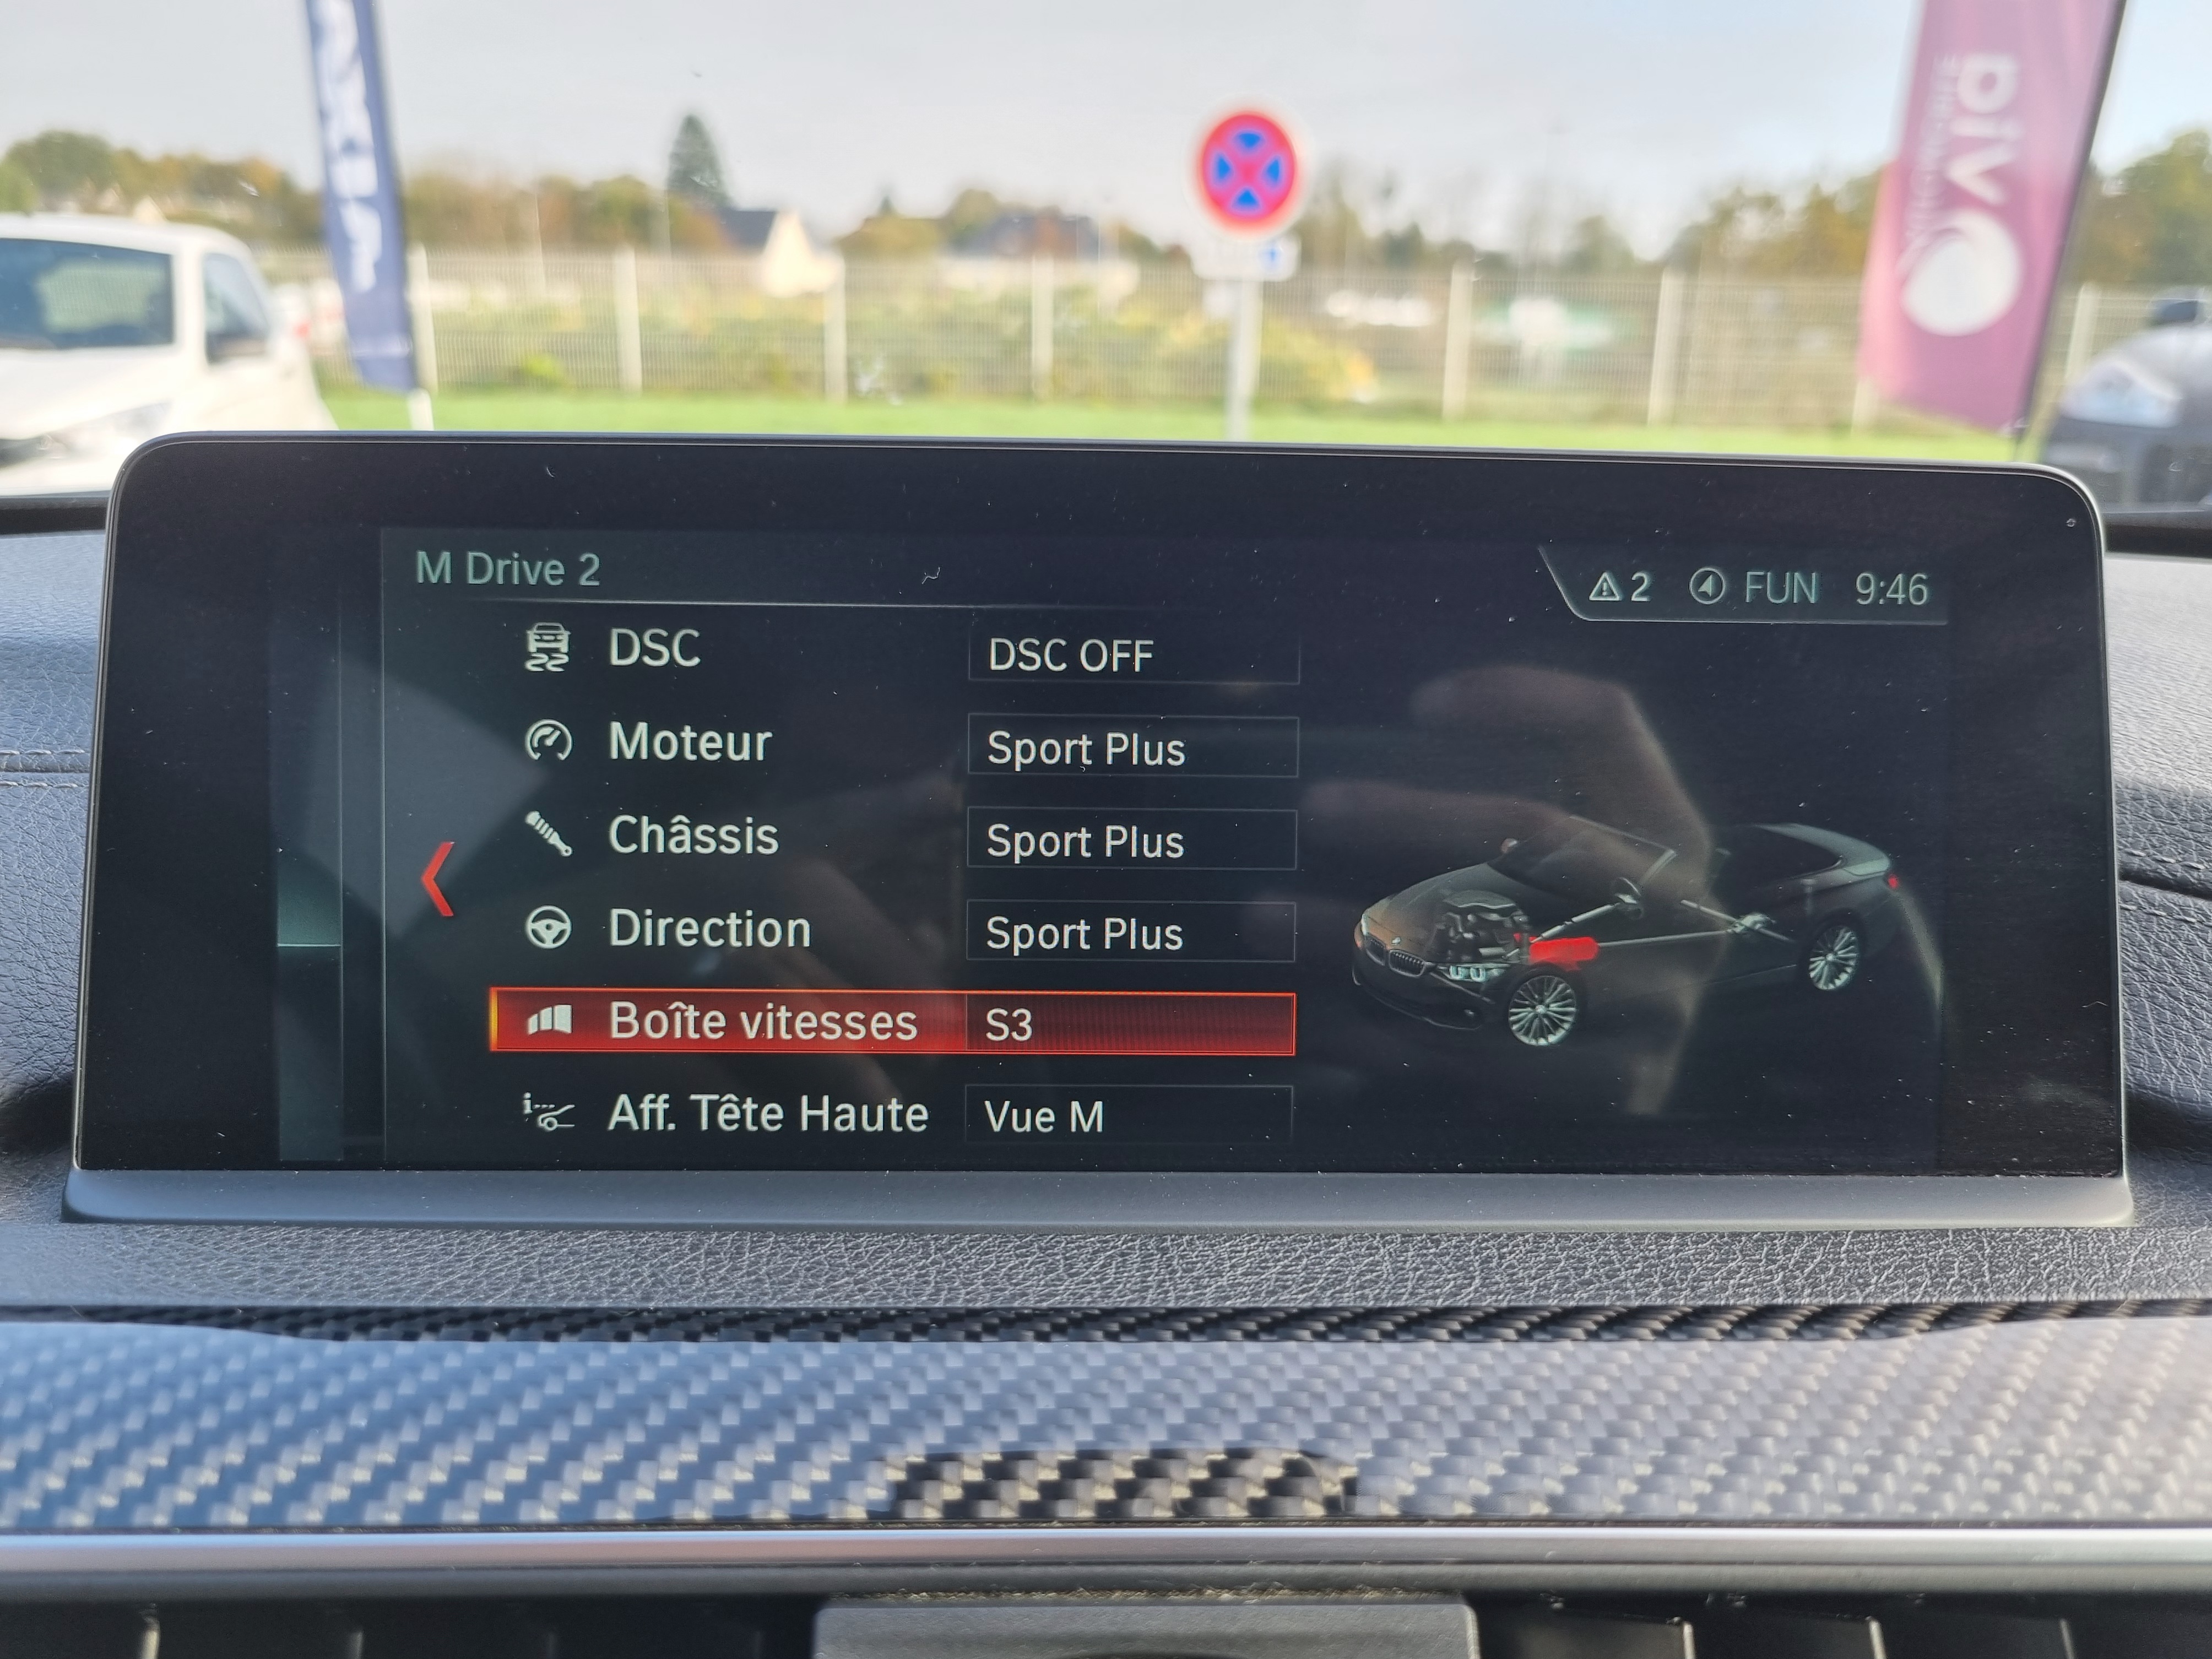 M Drive 2
2 FUN 9:46
DSC DSC OFF
Moteur Sport Plus
Châssis Sport Plus
Direction Sport Plus
Boîte vitesses S3
i Aff. Tête Haute Vue M